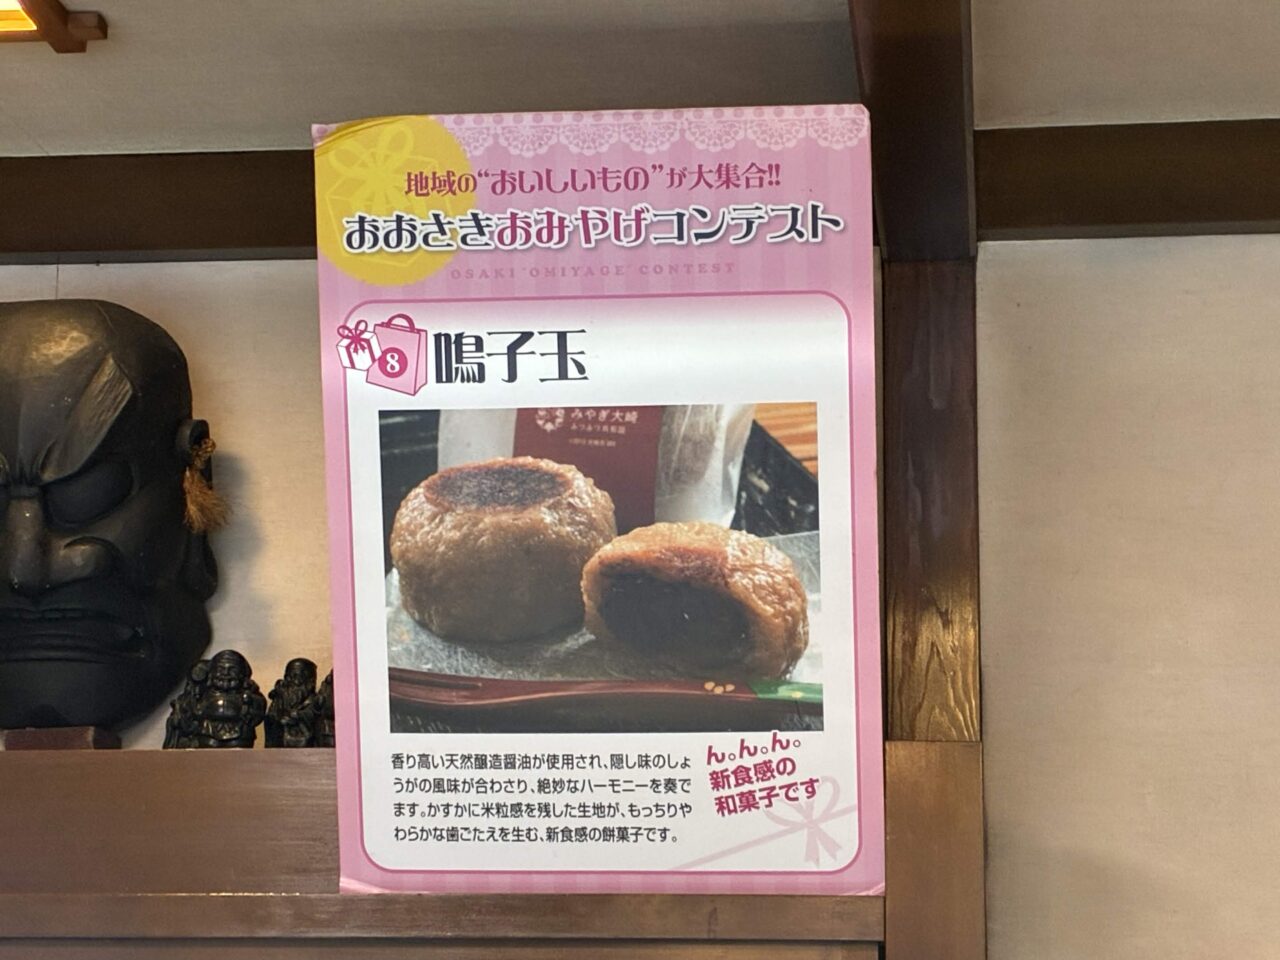 地域の“おいしいもの”が大集合!!
おおさきおみやげコンテスト
OSAKI "OMIYAGE" CONTEST
8 鳴子玉
みやぎ大崎
香り高い天然醸造醤油が使用され、隠し味のしょ
うがの風味が合わさり、絶妙なハーモニーを奏で
ます。かすかに米粒感を残した生地が、もっちりや
わらかな歯ごたえを生む、新食感の餅菓子です。
ん。ん。ん。
新食感の
和菓子です